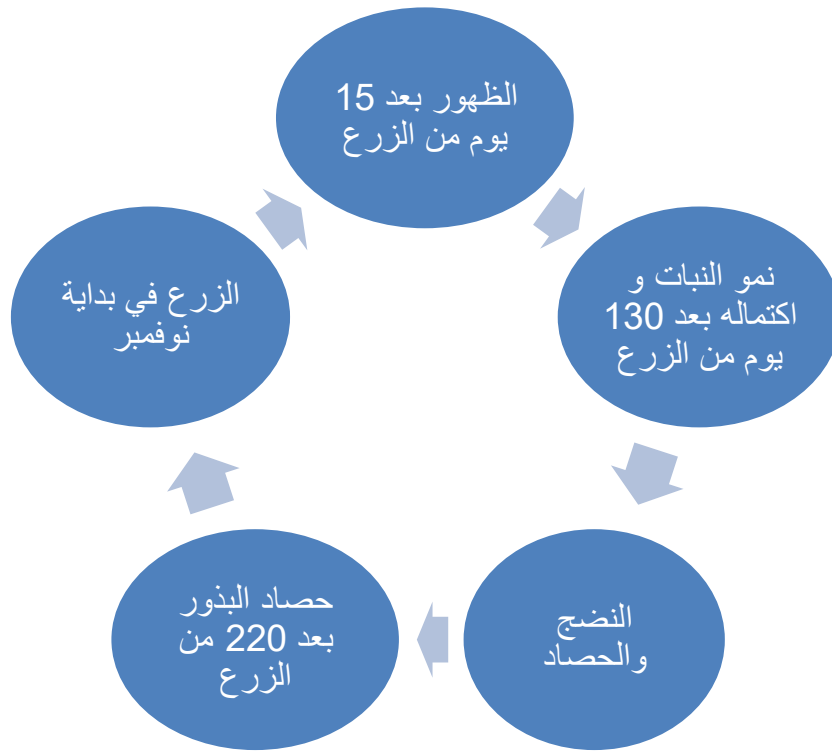 الظهور بعد 15
يوم من الزرع
نمو النبات و
اكتماله بعد 130
يوم من الزرع
النضج
والحصاد
حصاد البذور
بعد 220 من
الزرع
الزرع في بداية
نوفمبر